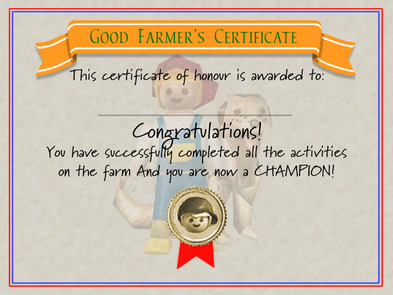 Good Farmer's Certificate
This certificate of honour is awarded to:
Congratulations!
You have successfully completed all the activities
on the farm And you are now a CHAMPION!